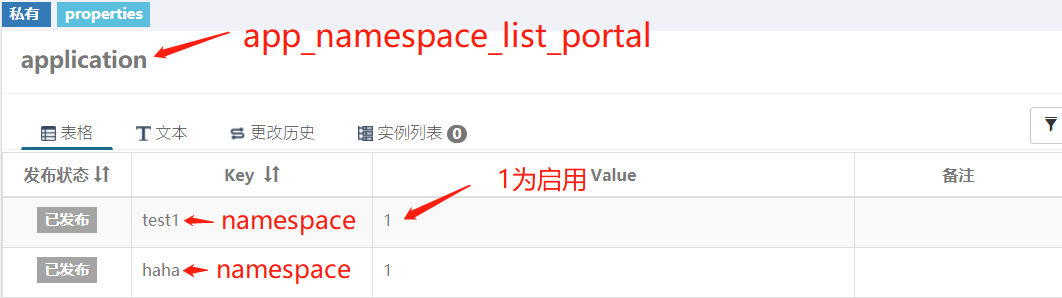 私有 properties
app_namespace_list_portal
application
表格 文本 更改历史 实例列表 0
发布状态 Key 1为启用 Value 备注
已发布 test1 namespace 1
已发布 haha namespace 1